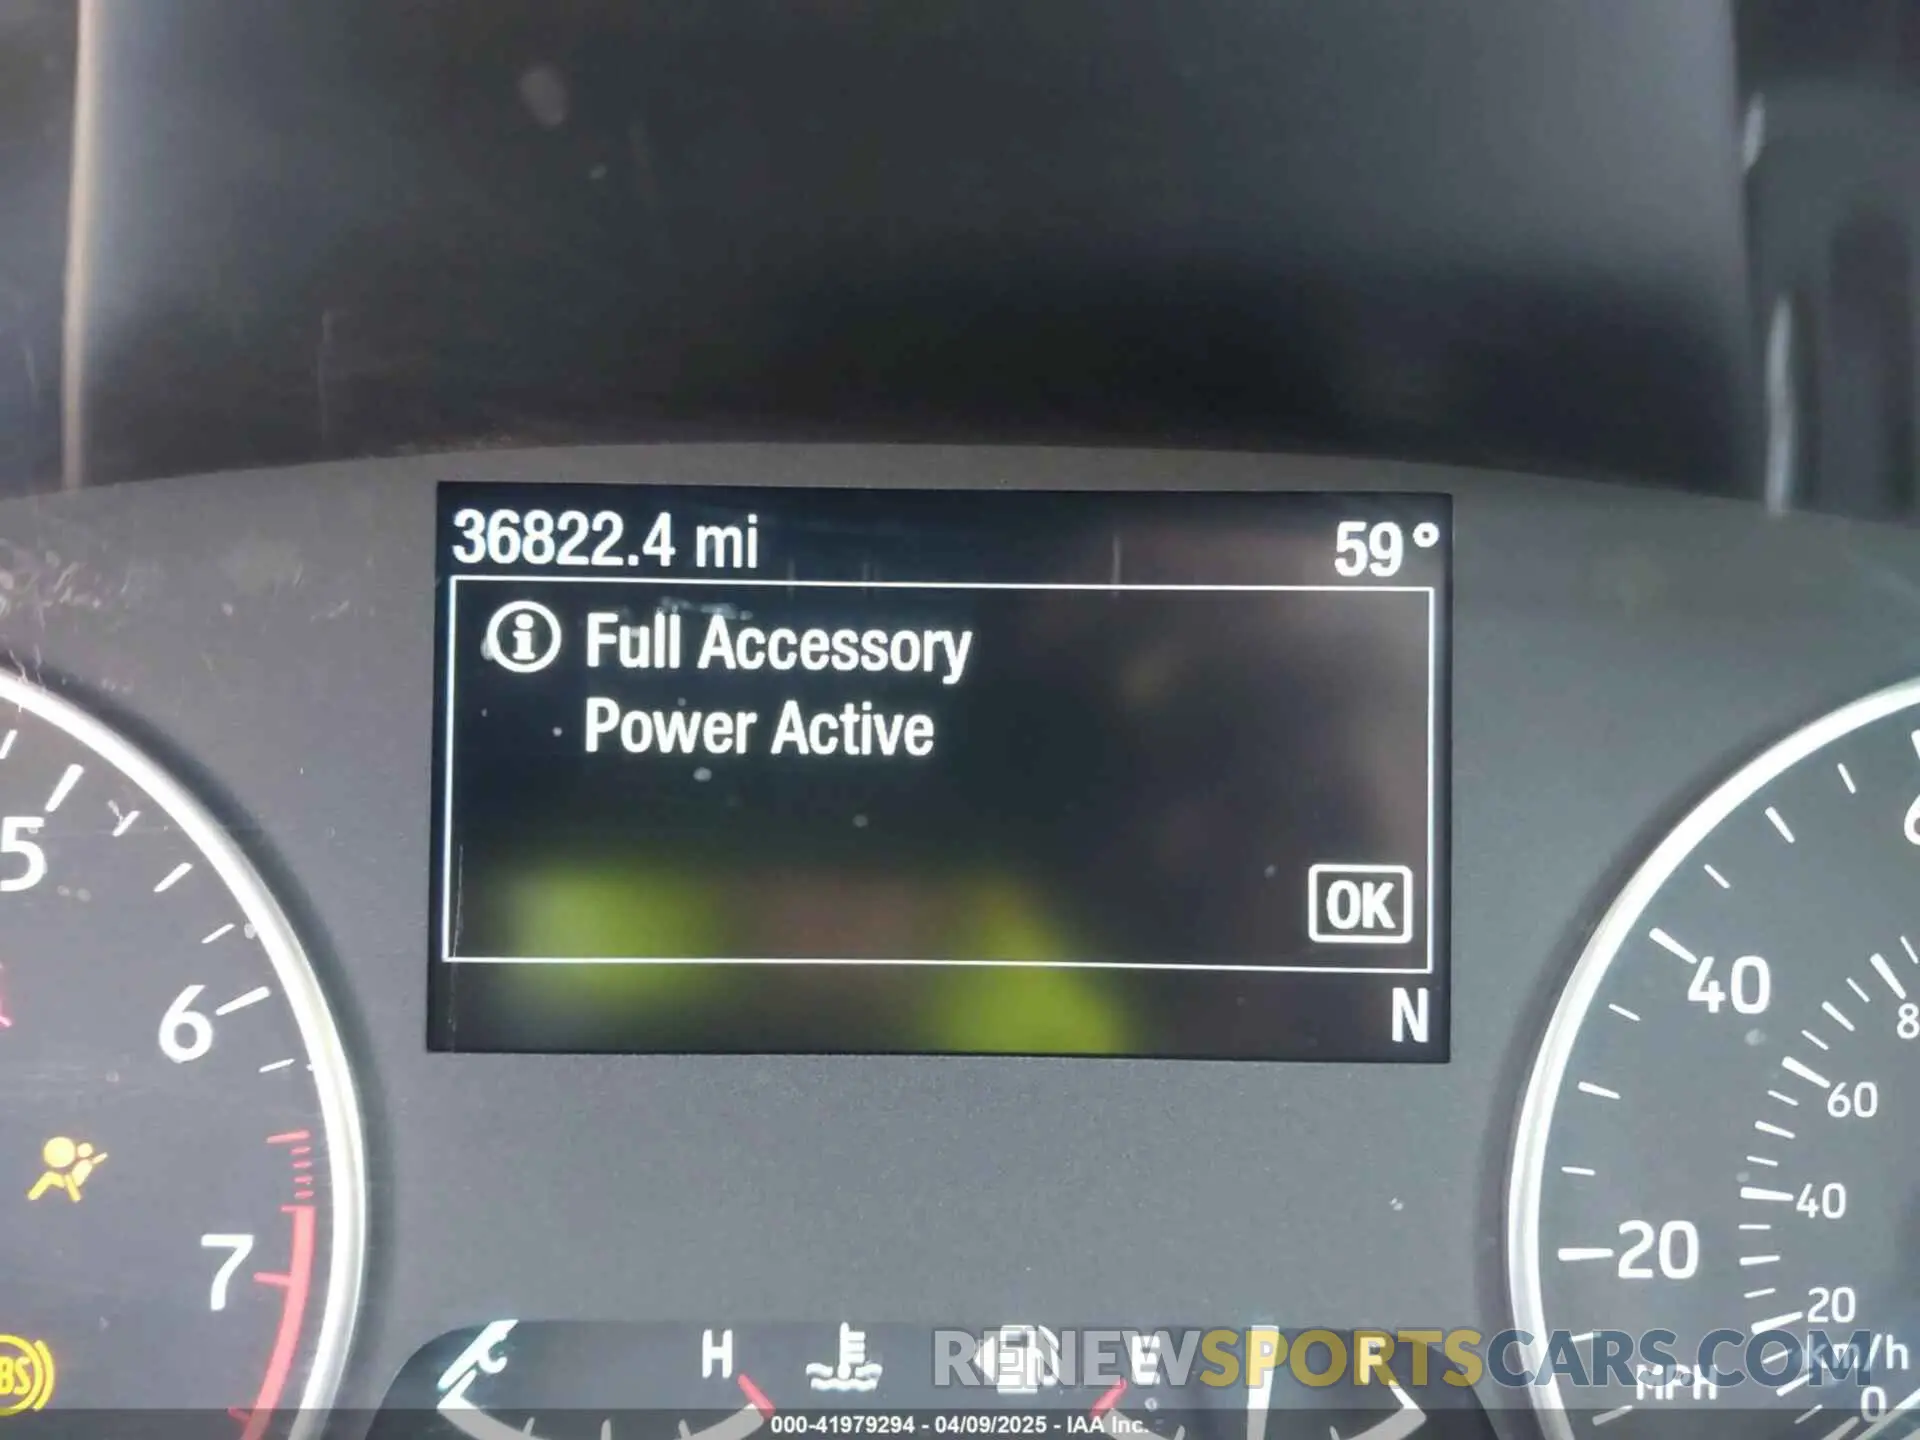 36822.4 mi 59°
Full Accessory
Power Active
OK
N
5
6
7
40
20
80
60
40
20
km/h
MPH
0
H
C
E
F
RENEWSPORTSCARS.COM
000-41979294 - 04/09/2025 - IAA Inc.